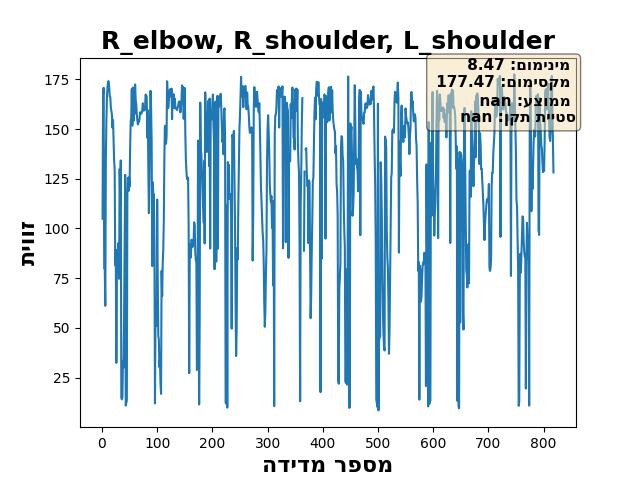 R_elbow, R_shoulder, L_shoulder
מינימום: 8.47
מקסימום: 177.47
ממוצע: nan
סטיית תקן: nan
175
150
125
100
75
50
25
זווית
0 100 200 300 400 500 600 700 800
מספר מדידה